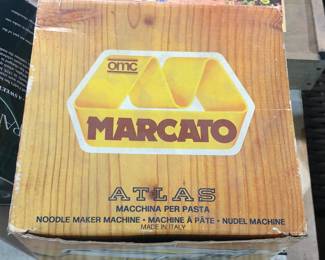 omc
MARCATO
ATLAS
MACCHINA PER PASTA
NOODLE MAKER MACHINE • MACHINE À PÂTE • NUDEL MACHINE
MADE IN ITALY